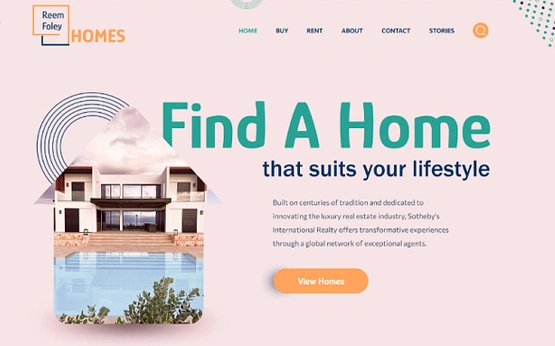 Reem
Foley
HOMES
HOME BUY RENT ABOUT CONTACT STORIES
Find A Home
that suits your lifestyle
Built on centuries of tradition and dedicated to
innovating the luxury real estate industry, Sotheby's
International Realty offers transformative experiences
through a global network of exceptional agents.
View Homes